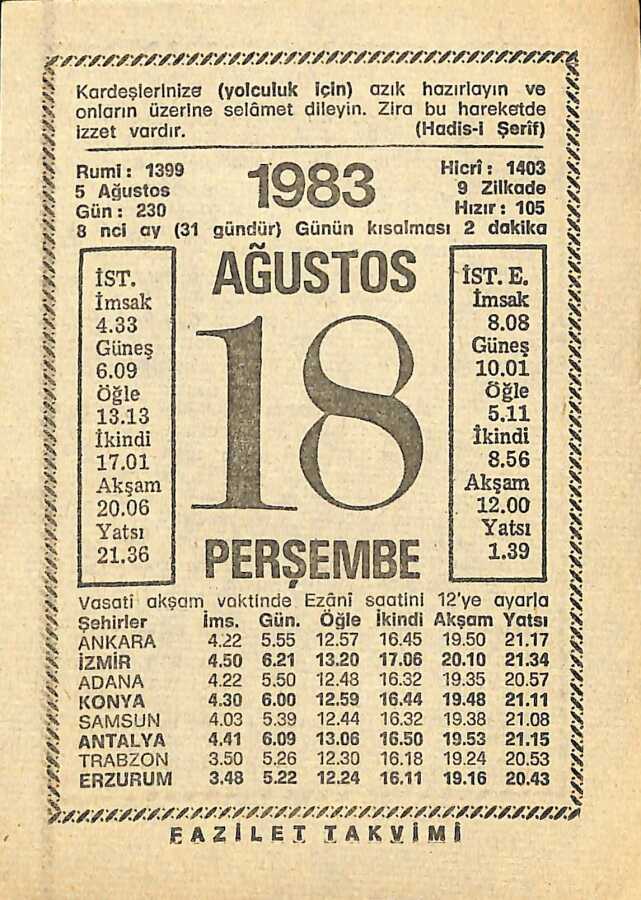 Kardeşlerinize (yolculuk için) azık hazırlayın ve
onların üzerine selâmet dileyin. Zira bu hareketde
izzet vardır. (Hadis-i Şerîf)
Rumi: 1399 1983 Hicrî: 1403
5 Ağustos 9 Zilkade
Gün: 230 Hızır: 105
8 nci ay (31 gündür) Günün kısalması 2 dakika
AĞUSTOS
18
PERŞEMBE
İST.
İmsak
4.33
Güneş
6.09
Öğle
13.13
İkindi
17.01
Akşam
20.06
Yatsı
21.36
İST. E.
İmsak
8.08
Güneş
10.01
Öğle
5.11
İkindi
8.56
Akşam
12.00
Yatsı
1.39
Vasatî akşam vaktinde Ezânî saatini 12'ye ayarla
Şehirler İms. Gün. Öğle İkindi Akşam Yatsı
ANKARA 4.22 5.55 12.57 16.45 19.50 21.17
İZMİR 4.50 6.21 13.20 17.06 20.10 21.34
ADANA 4.22 5.50 12.48 16.32 19.35 20.57
KONYA 4.30 6.00 12.59 16.44 19.48 21.11
SAMSUN 4.03 5.39 12.44 16.32 19.38 21.08
ANTALYA 4.41 6.09 13.06 16.50 19.53 21.15
TRABZON 3.50 5.26 12.30 16.18 19.24 20.53
ERZURUM 3.48 5.22 12.24 16.11 19.16 20.43
FAZİLET TAKVİMİ